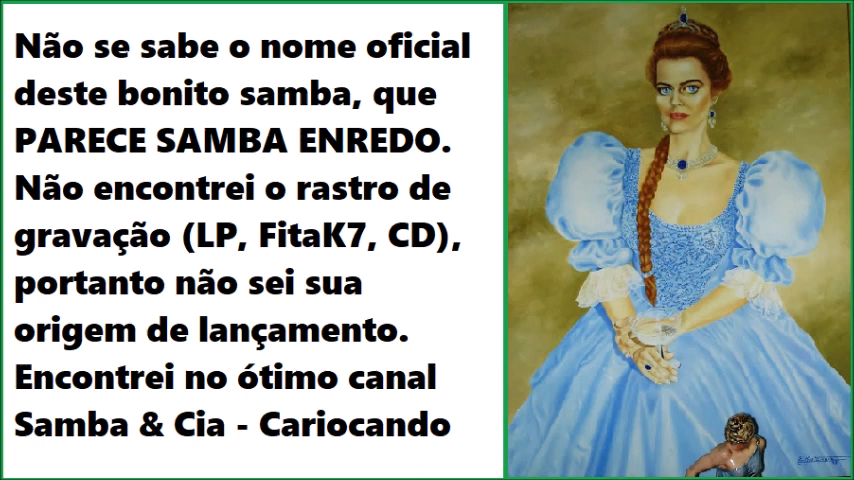 Não se sabe o nome oficial
deste bonito samba, que
PARECE SAMBA ENREDO.
Não encontrei o rastro de
gravação (LP, FitaK7, CD),
portanto não sei sua
origem de lançamento.
Encontrei no ótimo canal
Samba & Cia - Cariocando